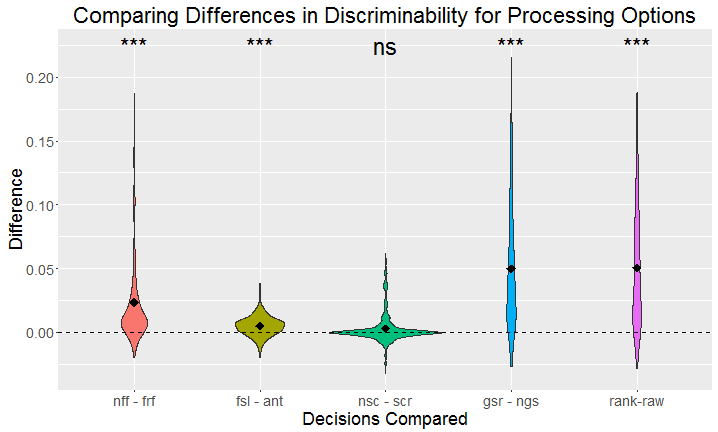 Comparing Differences in Discriminability for Processing Options
*** *** ns *** ***
0.20
0.15
0.10
0.05
0.00
Difference
nff - frf fsl - ant nsc - scr gsr - ngs rank-raw
Decisions Compared